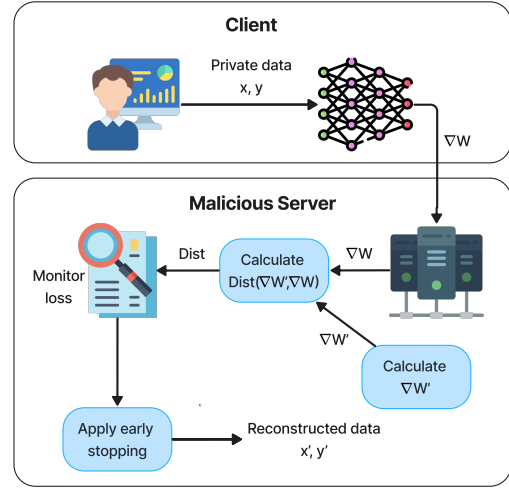 Client
Private data
x, y
∇W
Malicious Server
Monitor
loss
Dist
Calculate
Dist(∇W',∇W)
∇W
∇W'
Calculate
∇W'
Apply early
stopping
Reconstructed data
x', y'